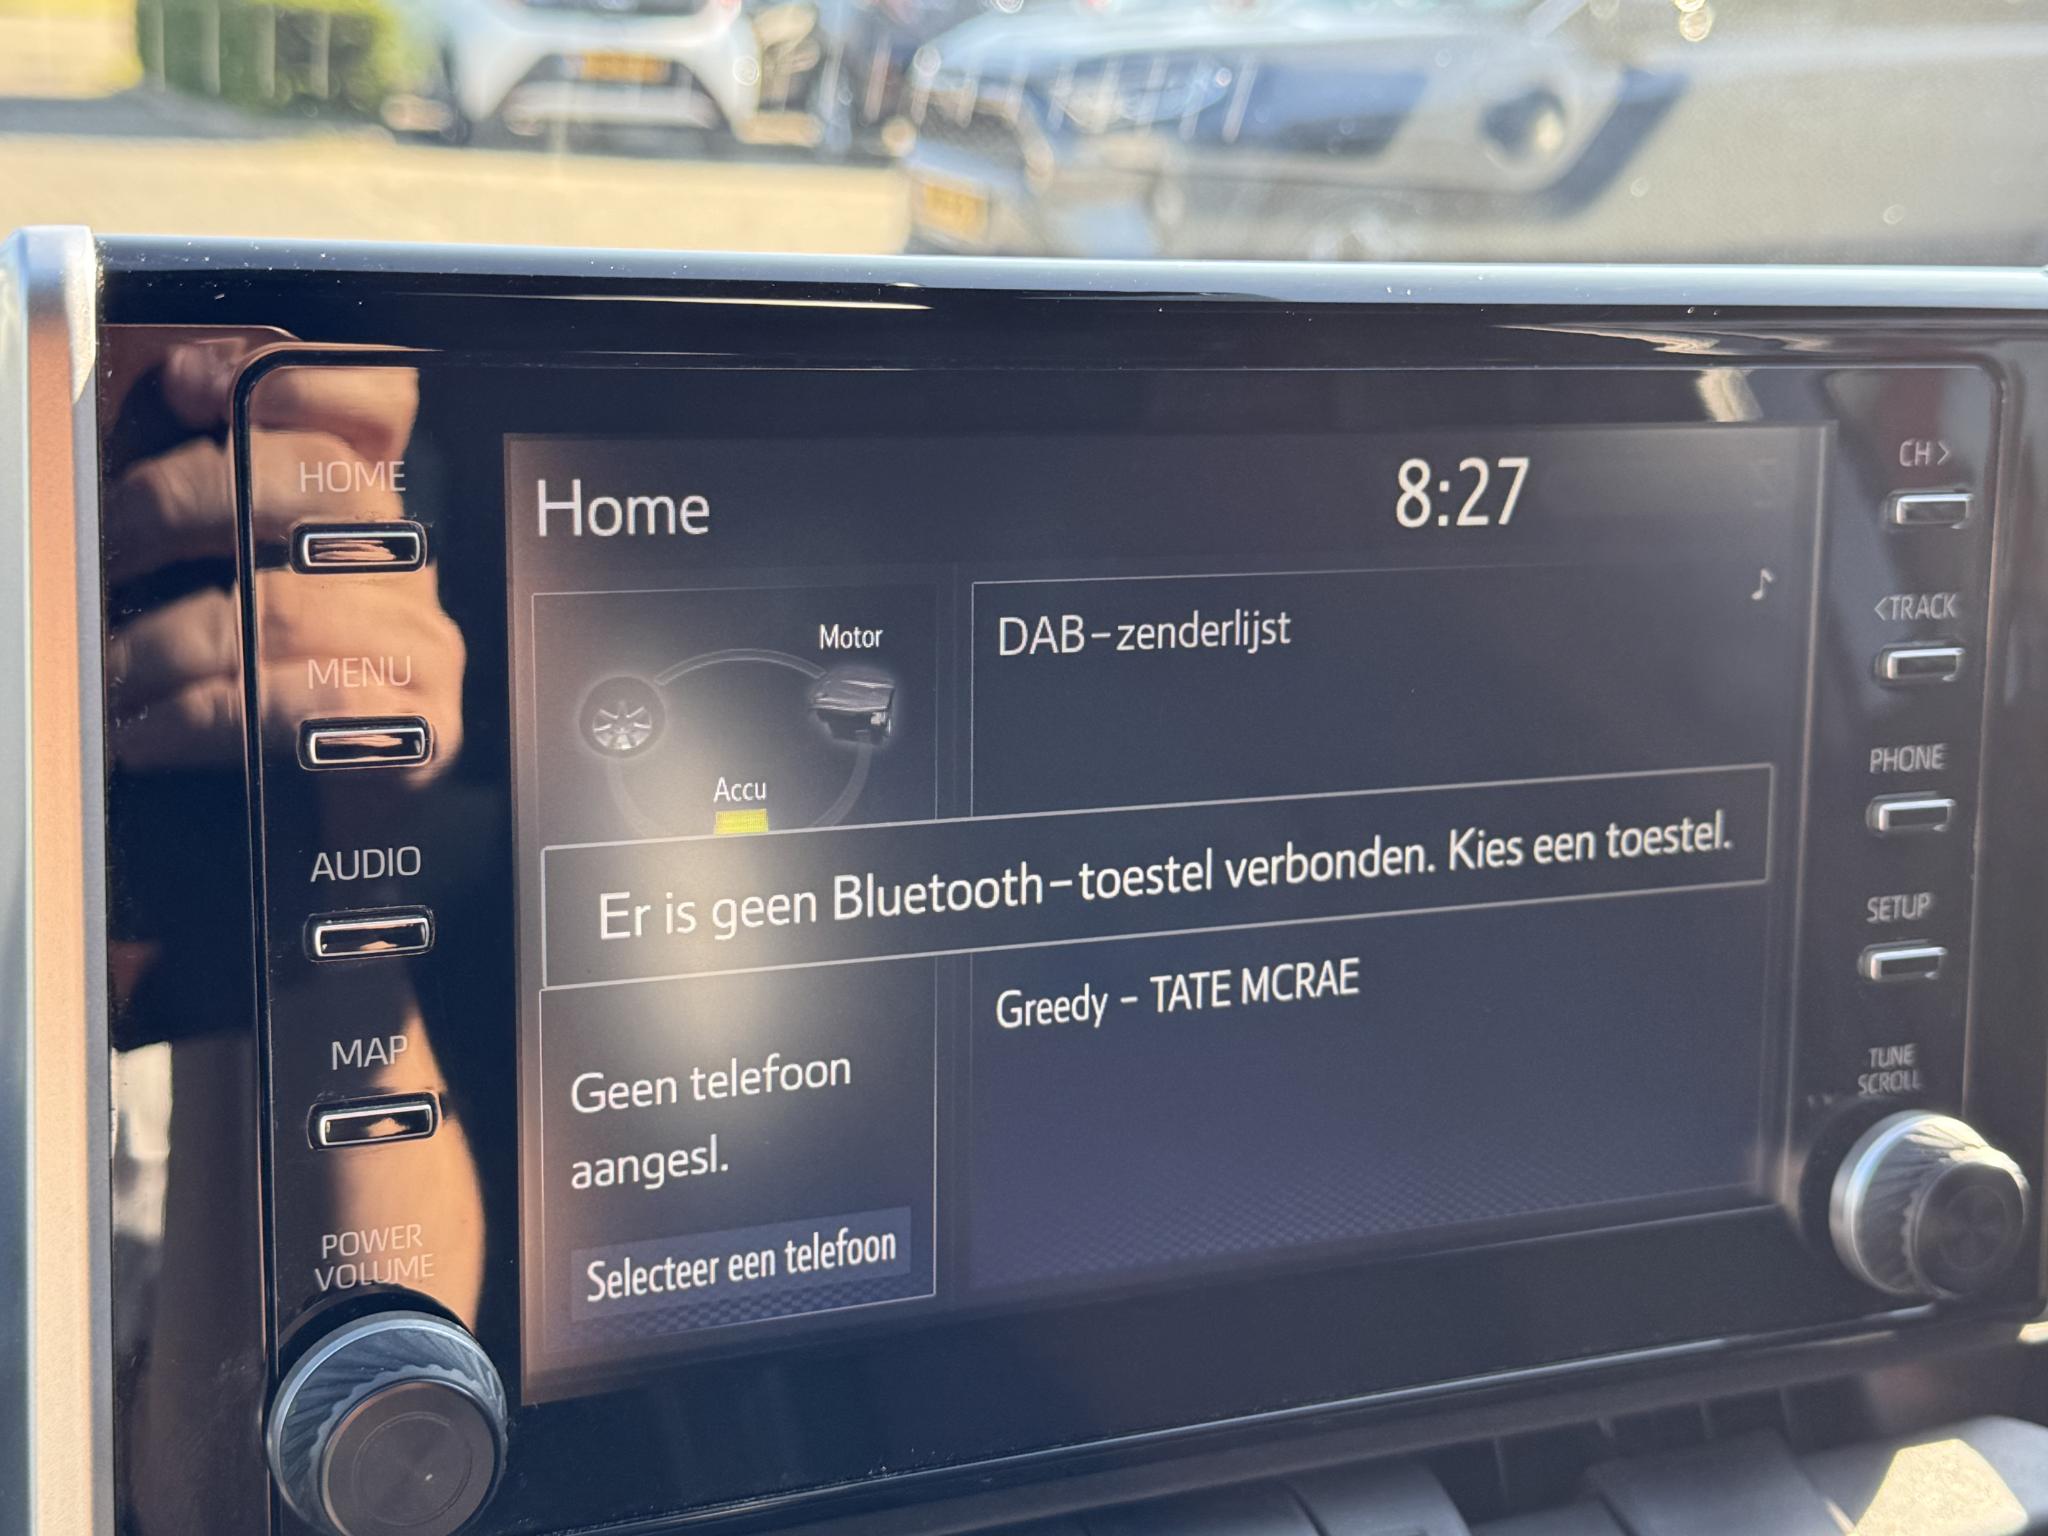 HOME
MENU
AUDIO
MAP
POWER
VOLUME
Home
8:27
Motor
Accu
DAB-zenderlijst
Er is geen Bluetooth-toestel verbonden. Kies een toestel.
Geen telefoon
aangesl.
Selecteer een telefoon
Greedy - TATE MCRAE
CH>
<TRACK
PHONE
SETUP
TUNE
SCROLL